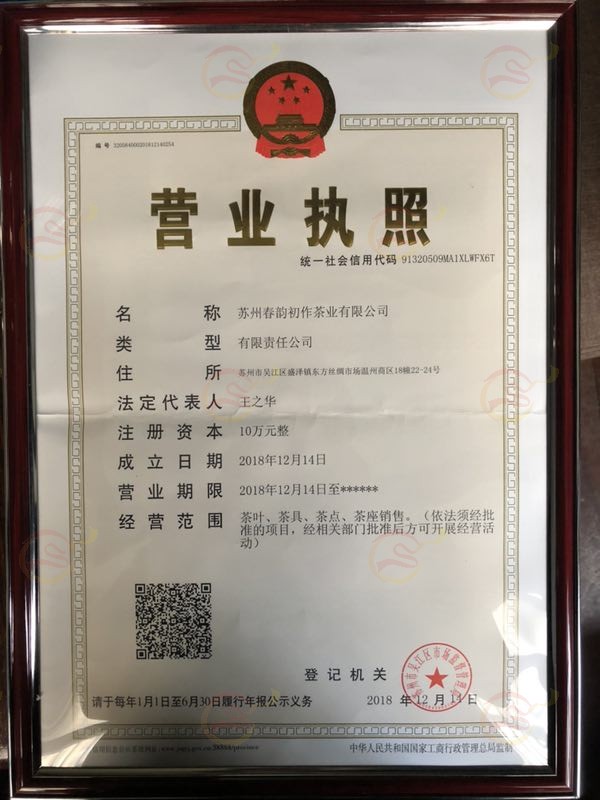 编 号 320584000201812140254
营业执照
统一社会信用代码 91320509MA1XLWFX6T
名称 苏州春韵初作茶业有限公司
类型 有限责任公司
住所 苏州市吴江区盛泽镇东方丝绸市场温州商区18幢22-24号
法定代表人 王之华
注册资本 10万元整
成立日期 2018年12月14日
营业期限 2018年12月14日至******
经营范围 茶叶、茶具、茶点、茶座销售。（依法须经批
准的项目，经相关部门批准后方可开展经营活
动）
登记机关
请于每年1月1日至6月30日履行年报公示义务
2018 年 12 月 14 日
中华人民共和国国家工商行政管理总局监制